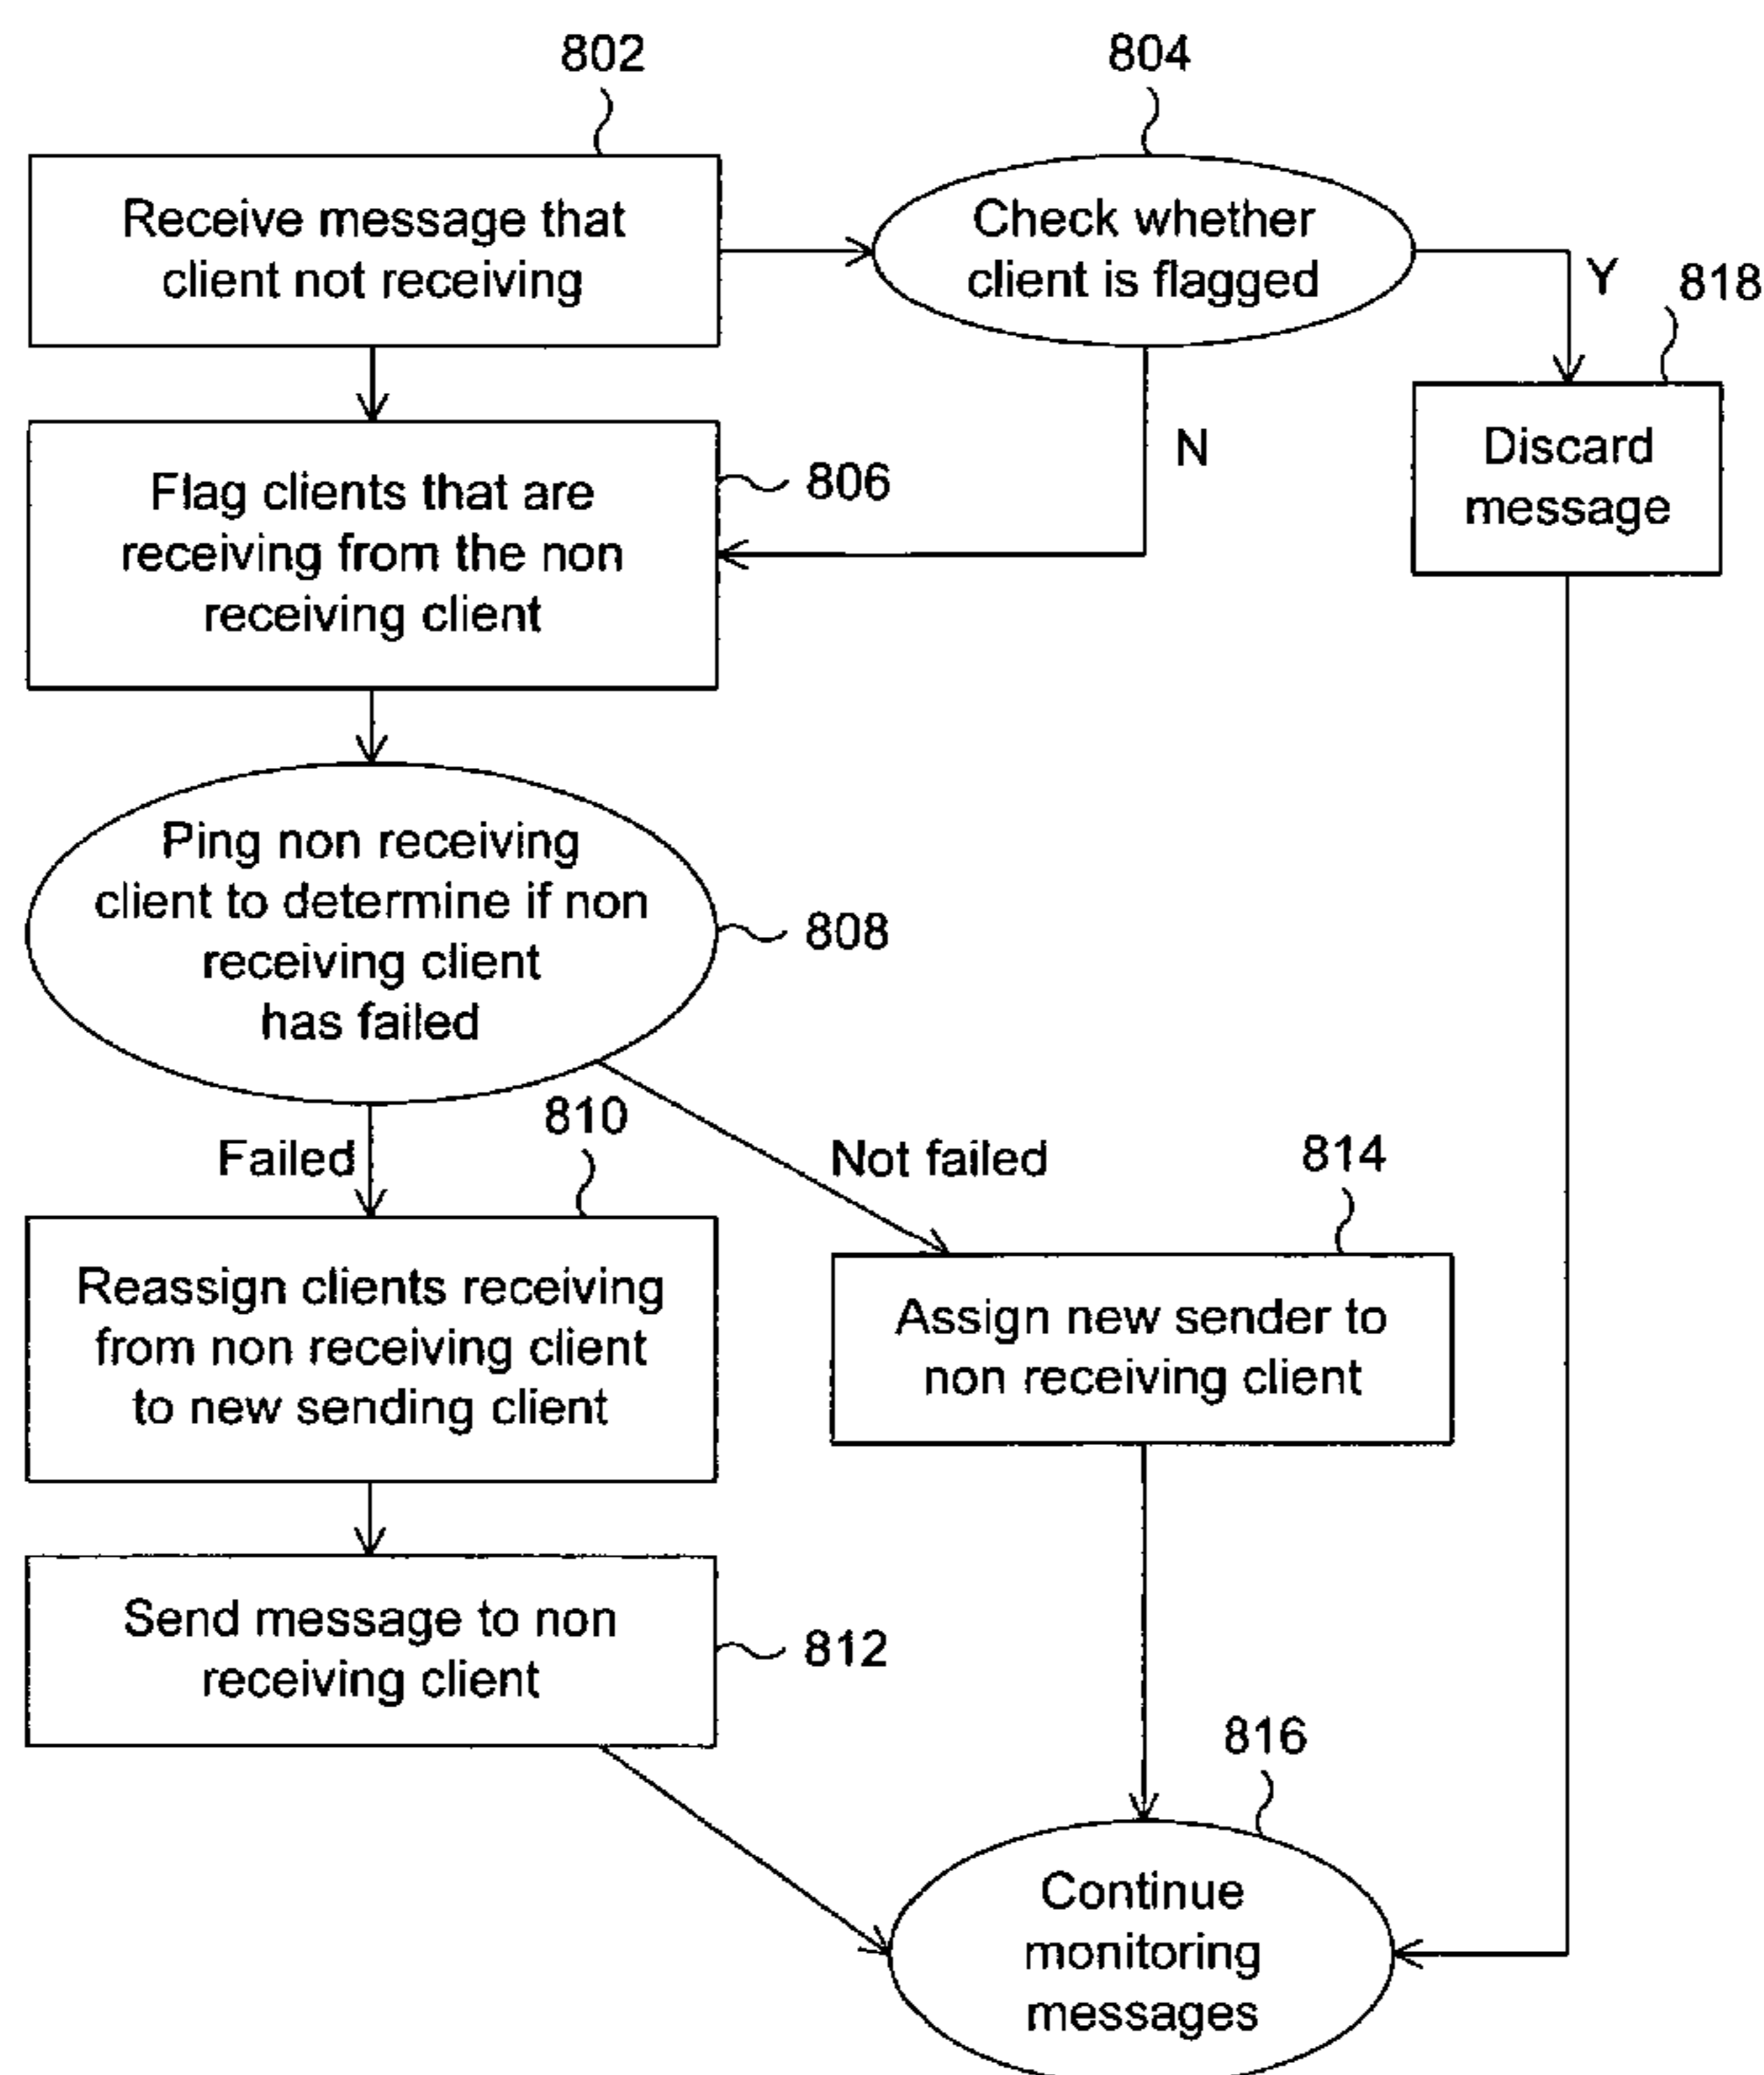 802
804
Receive message that
client not receiving
Check whether
client is flagged
Y
818
Discard
message
N
Flag clients that are
receiving from the non
receiving client
806
Ping non receiving
client to determine if non
receiving client
has failed
808
Failed
810
Not failed
814
Reassign clients receiving
from non receiving client
to new sending client
Assign new sender to
non receiving client
Send message to non
receiving client
812
816
Continue
monitoring
messages